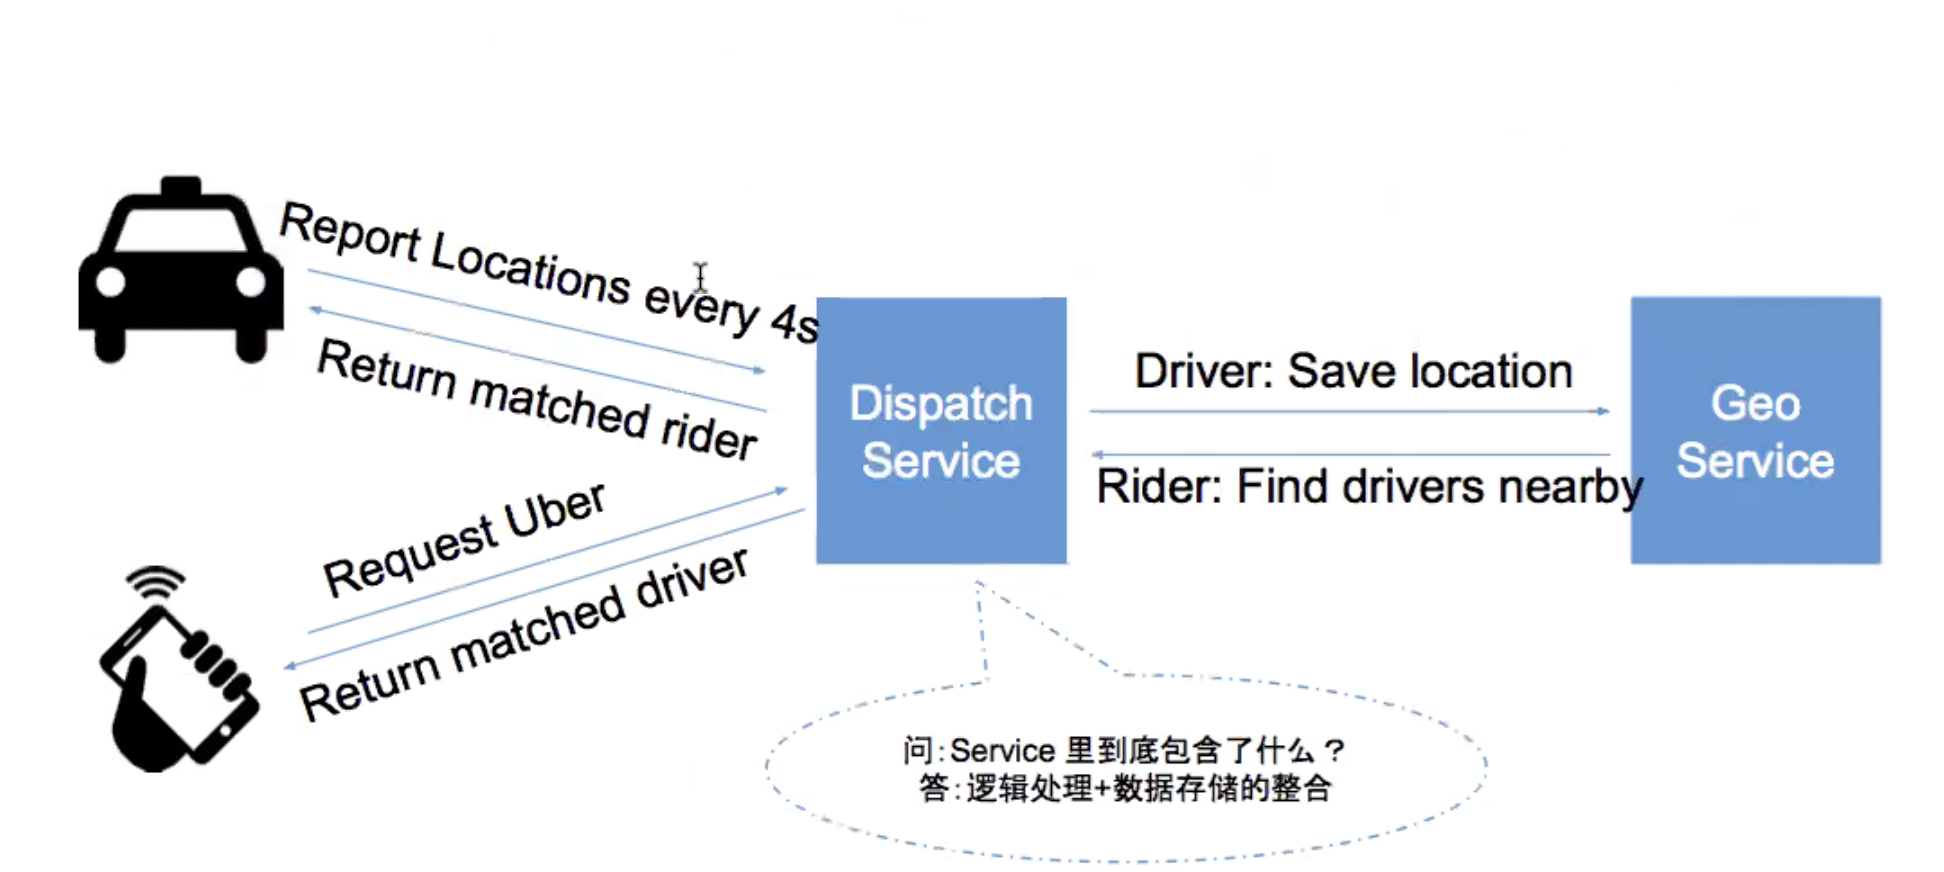 Report Locations every 4s
Return matched rider
Request Uber
Return matched driver
Dispatch
Service
Driver: Save location
Rider: Find drivers nearby
Geo
Service
问:Service 里到底包含了什么？
答:逻辑处理+数据存储的整合